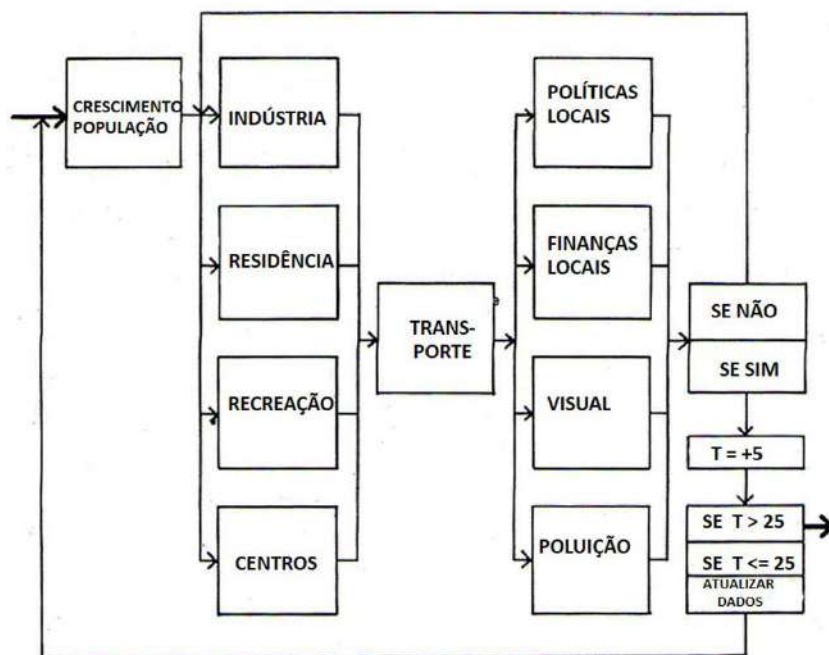 CRESCIMENTO
POPULAÇÃO
INDÚSTRIA
RESIDÊNCIA
RECREAÇÃO
CENTROS
TRANS-
PORTE
POLÍTICAS
LOCAIS
FINANÇAS
LOCAIS
VISUAL
POLUIÇÃO
SE NÃO
SE SIM
T = +5
SE T > 25
SE T <= 25
ATUALIZAR
DADOS